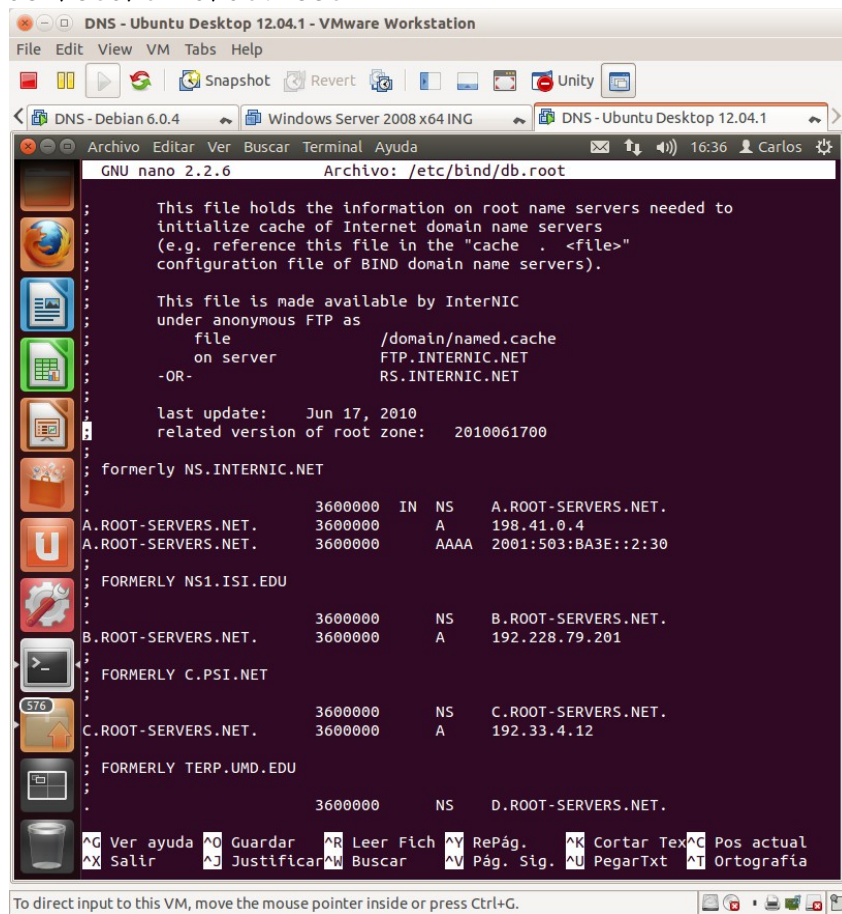 DNS - Ubuntu Desktop 12.04.1 - VMware Workstation
File Edit View VM Tabs Help
Snapshot Revert Unity
DNS - Debian 6.0.4 Windows Server 2008 x64 ING DNS - Ubuntu Desktop 12.04.1
Archivo Editar Ver Buscar Terminal Ayuda 16:36 Carlos
GNU nano 2.2.6 Archivo: /etc/bind/db.root
; This file holds the information on root name servers needed to
; initialize cache of Internet domain name servers
; (e.g. reference this file in the "cache . <file>"
; configuration file of BIND domain name servers).
;
; This file is made available by InterNIC
; under anonymous FTP as
; file /domain/named.cache
; on server FTP.INTERNIC.NET
; -OR- RS.INTERNIC.NET
;
; last update: Jun 17, 2010
; related version of root zone: 2010061700
;
; formerly NS.INTERNIC.NET
;
. 3600000 IN NS A.ROOT-SERVERS.NET.
A.ROOT-SERVERS.NET. 3600000 A 198.41.0.4
A.ROOT-SERVERS.NET. 3600000 AAAA 2001:503:BA3E::2:30
;
; FORMERLY NS1.ISI.EDU
;
. 3600000 NS B.ROOT-SERVERS.NET.
B.ROOT-SERVERS.NET. 3600000 A 192.228.79.201
;
; FORMERLY C.PSI.NET
;
. 3600000 NS C.ROOT-SERVERS.NET.
C.ROOT-SERVERS.NET. 3600000 A 192.33.4.12
;
; FORMERLY TERP.UMD.EDU
;
. 3600000 NS D.ROOT-SERVERS.NET.
576
^G Ver ayuda ^O Guardar ^R Leer Fich ^Y RePág. ^K Cortar Tex ^C Pos actual
^X Salir ^J Justificar ^W Buscar ^V Pág. Sig. ^U PegarTxt ^T Ortografía
To direct input to this VM, move the mouse pointer inside or press Ctrl+G.